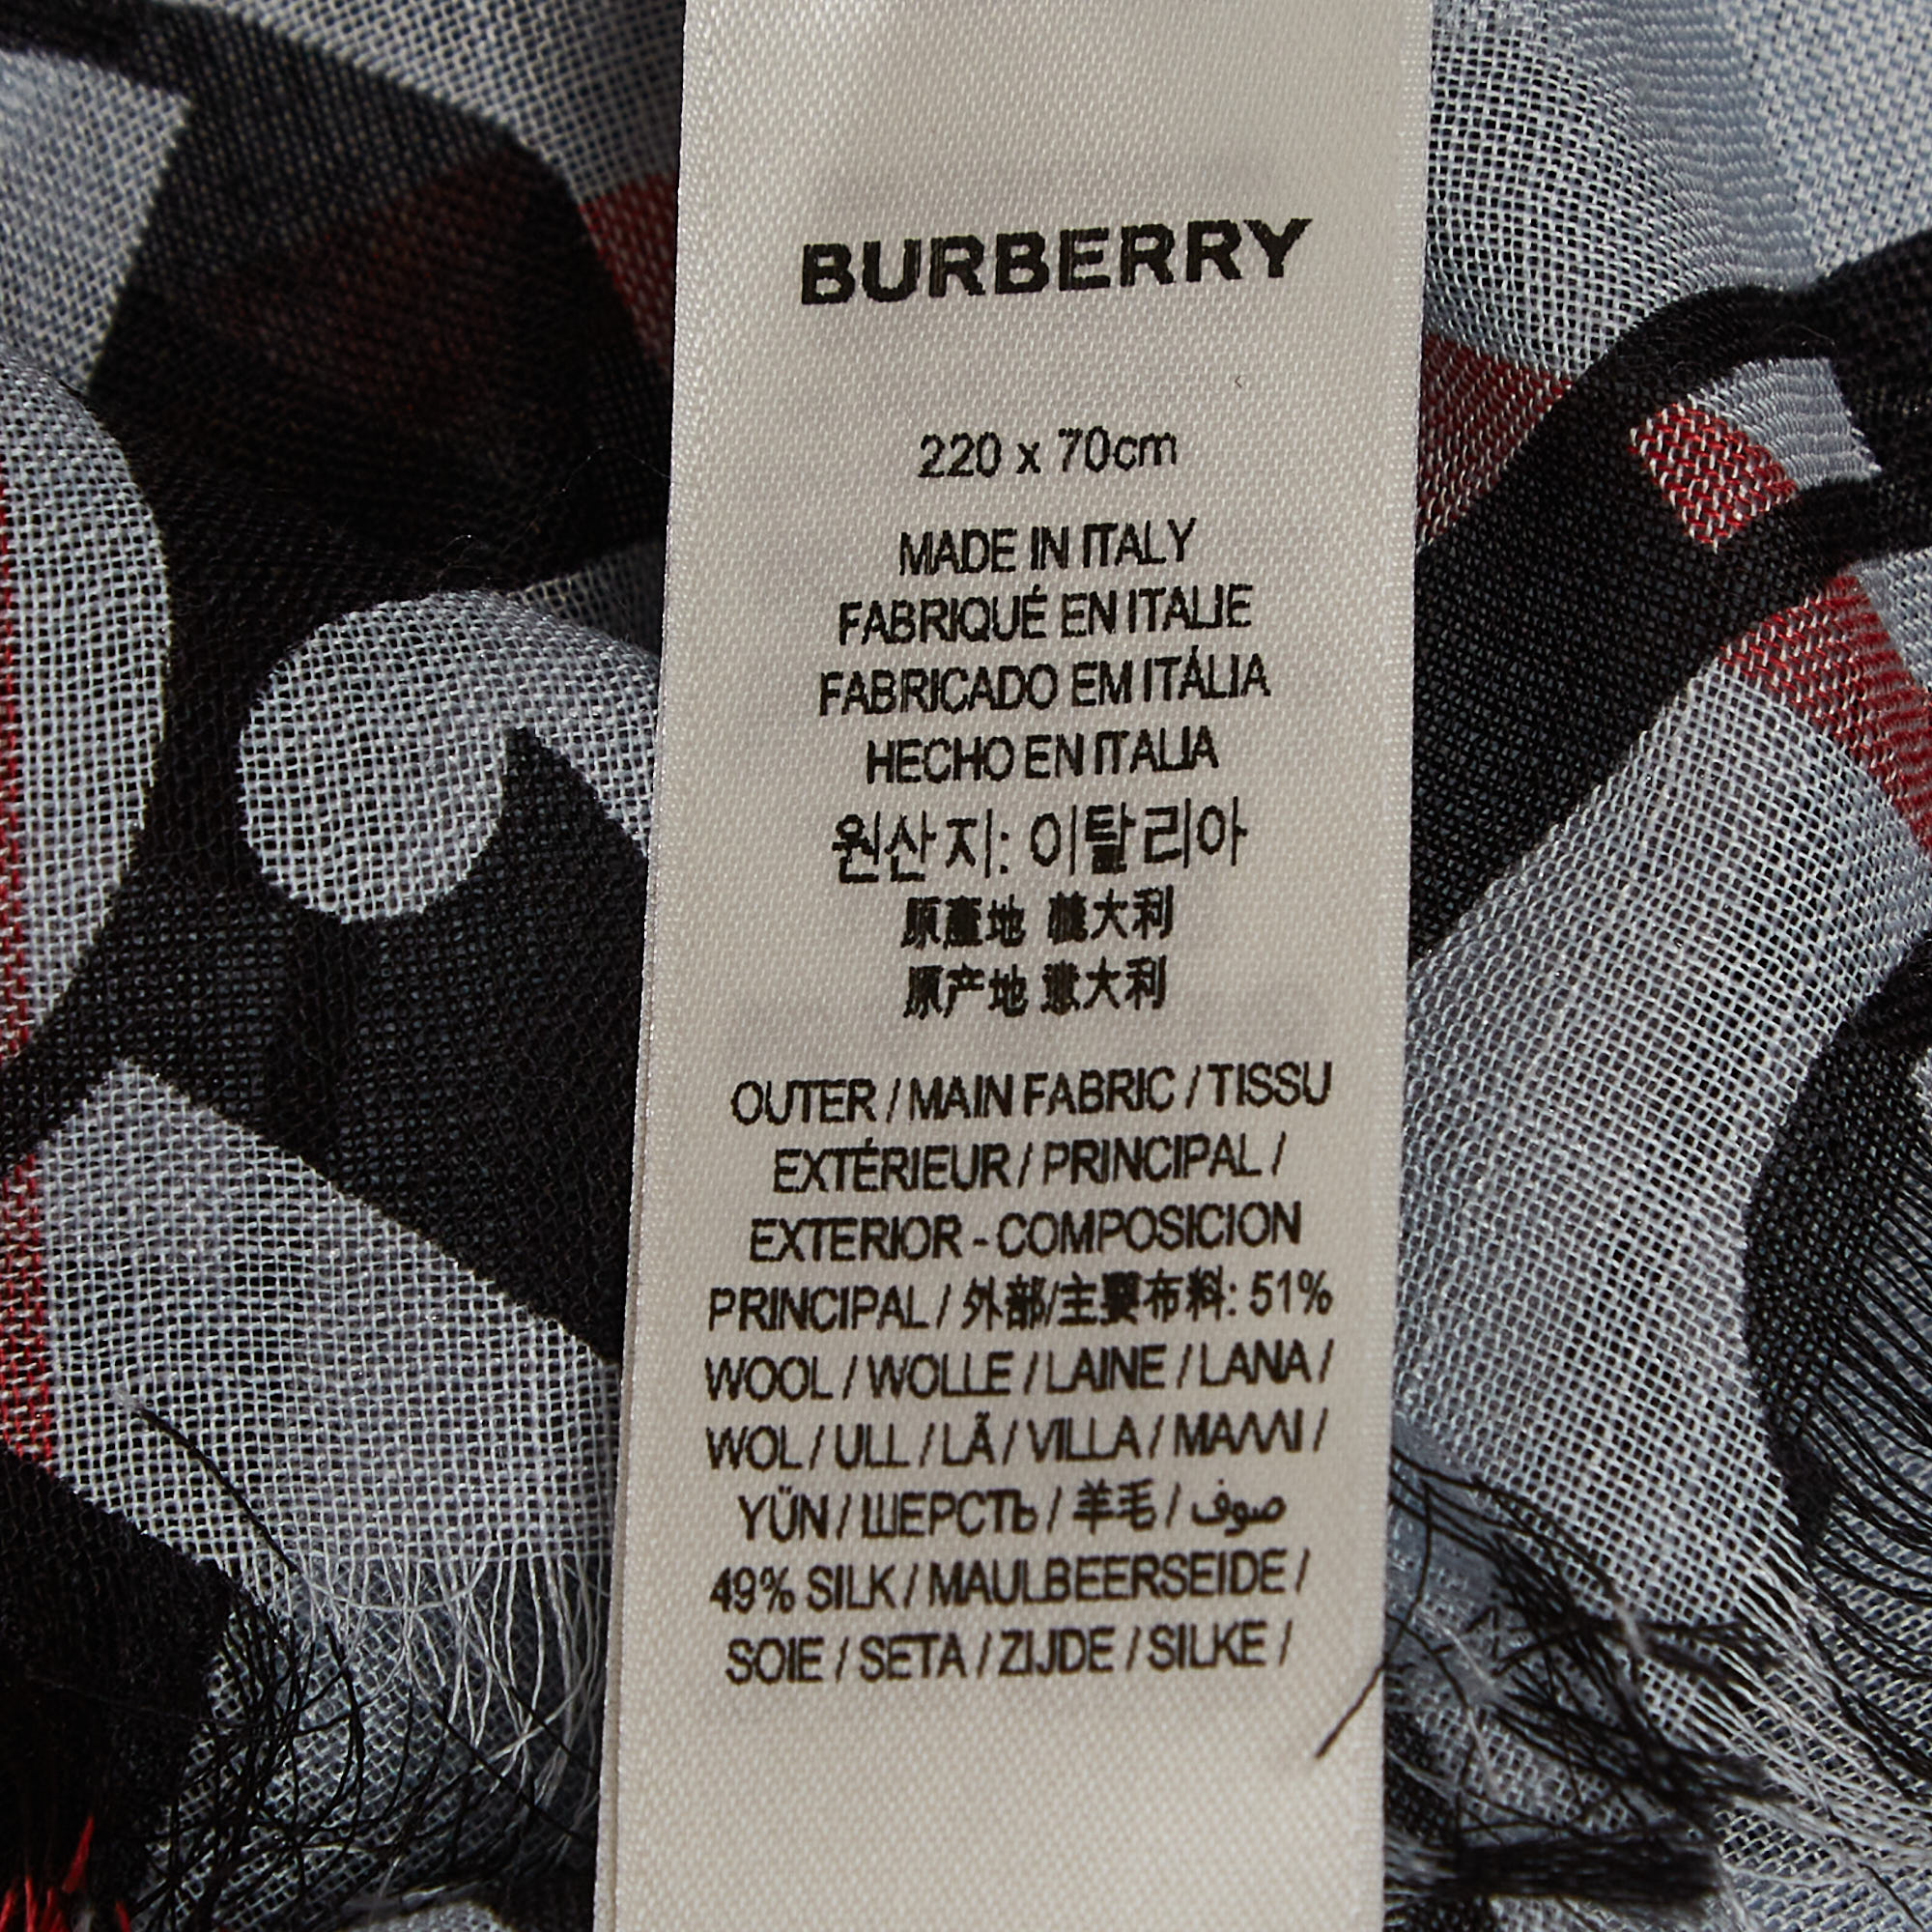 BURBERRY
220 x 70cm
MADE IN ITALY
FABRIQUÉ EN ITALIE
FABRICADO EM ITÁLIA
HECHO EN ITALIA
원산지: 이탈리아
原產地 義大利
原产地 意大利
OUTER / MAIN FABRIC / TISSU
EXTÉRIEUR / PRINCIPAL /
EXTERIOR - COMPOSICION
PRINCIPAL / 外部/主要布料: 51%
WOOL / WOLLE / LAINE / LANA /
WOL / ULL / LÃ / VILLA / ΜΑΛΛΙ /
YÜN / ШЕРСТЬ / 羊毛 / صوف
49% SILK / MAULBEERSEIDE /
SOIE / SETA / ZIJDE / SILKE /